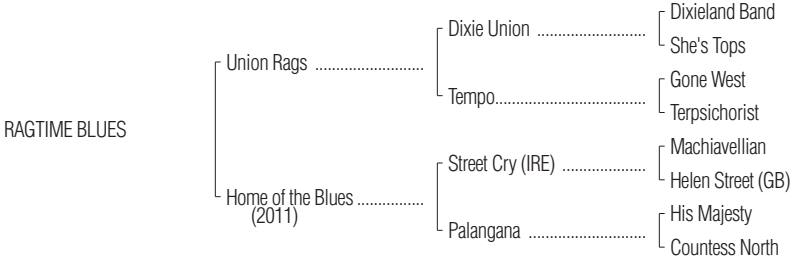 Dixieland Band
Dixie Union ..........................
She's Tops
Union Rags ..........................
Gone West
Tempo....................................
Terpsichorist
RAGTIME BLUES
Machiavellian
Street Cry (IRE) ....................
Helen Street (GB)
Home of the Blues ................
(2011)
His Majesty
Palangana ............................
Countess North